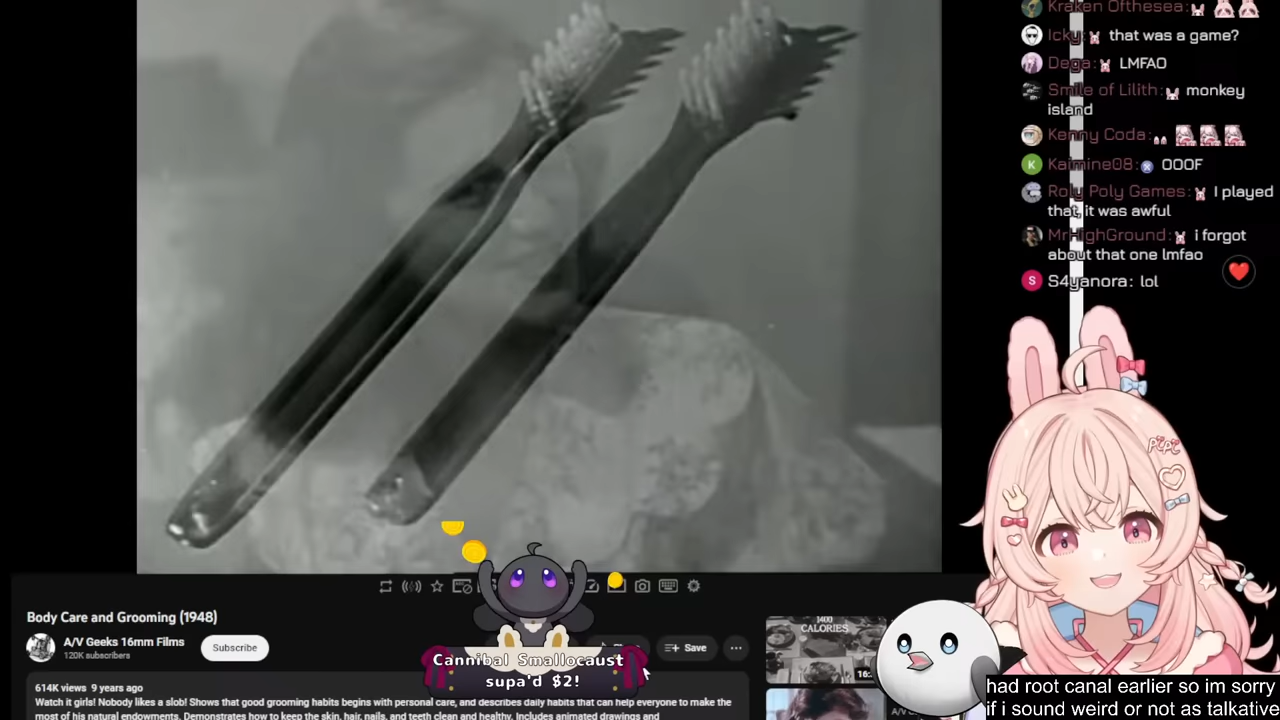 Kraken Ofthesea:
Icky: that was a game?
Dega: LMFAO
Smile of Lilith: monkey
island
Kenny Coda:
K
Kaimine08: OOOF
Roly Poly Games: I played
that, it was awful
MrHighGround: i forgot
about that one lmfao
S
S4yanora: lol
PiPi
Body Care and Grooming (1948)
A/V Geeks 16mm Films
120K subscribers
Subscribe
Save
Cannibal Smallocaust
supa'd $2!
1400
CALORIES
16:
614K views 9 years ago
Watch it girls! Nobody likes a slob! Shows that good grooming habits begins with personal care, and describes daily habits that can help everyone to make the
most of his natural endowments. Demonstrates how to keep the skin, hair, nails, and teeth clean and healthy. Includes animated drawings and
A/V G
had root canal earlier so im sorry
if i sound weird or not as talkative